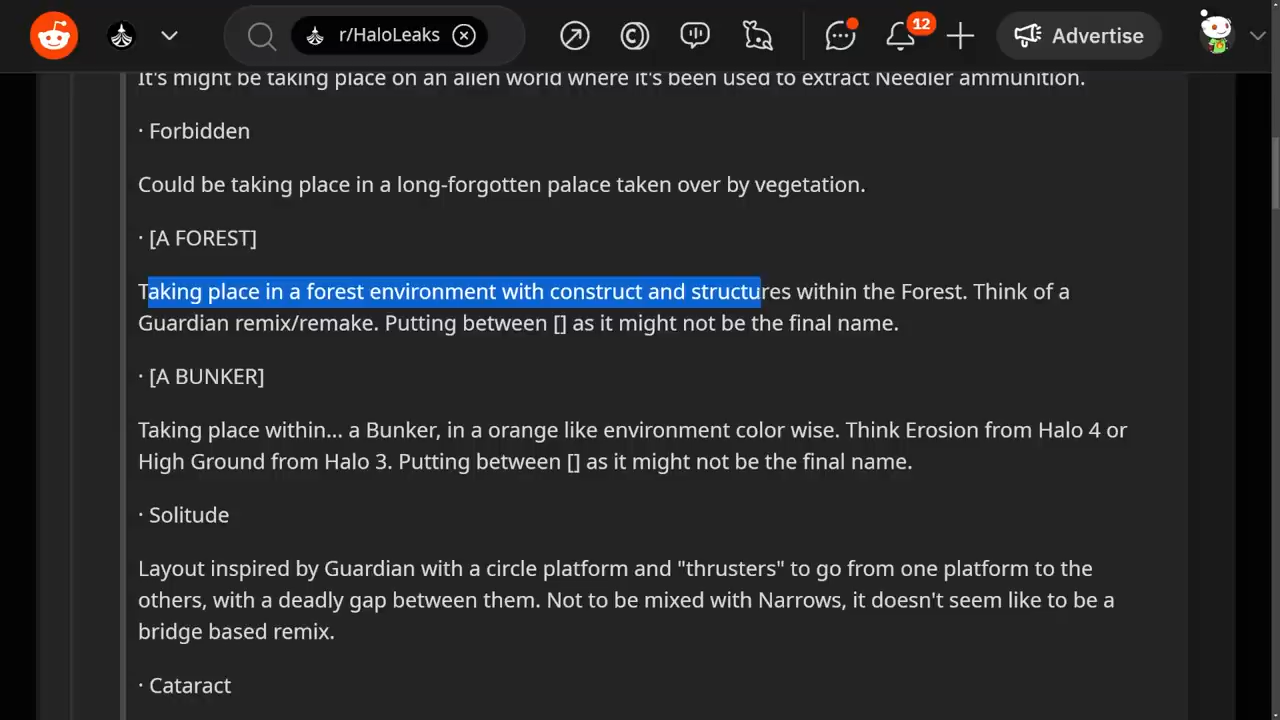 r/HaloLeaks
12
Advertise
It's might be taking place on an alien world where it's been used to extract Needler ammunition.
· Forbidden
Could be taking place in a long-forgotten palace taken over by vegetation.
· [A FOREST]
Taking place in a forest environment with construct and structures within the Forest. Think of a
Guardian remix/remake. Putting between [] as it might not be the final name.
· [A BUNKER]
Taking place within... a Bunker, in a orange like environment color wise. Think Erosion from Halo 4 or
High Ground from Halo 3. Putting between [] as it might not be the final name.
· Solitude
Layout inspired by Guardian with a circle platform and "thrusters" to go from one platform to the
others, with a deadly gap between them. Not to be mixed with Narrows, it doesn't seem like to be a
bridge based remix.
· Cataract